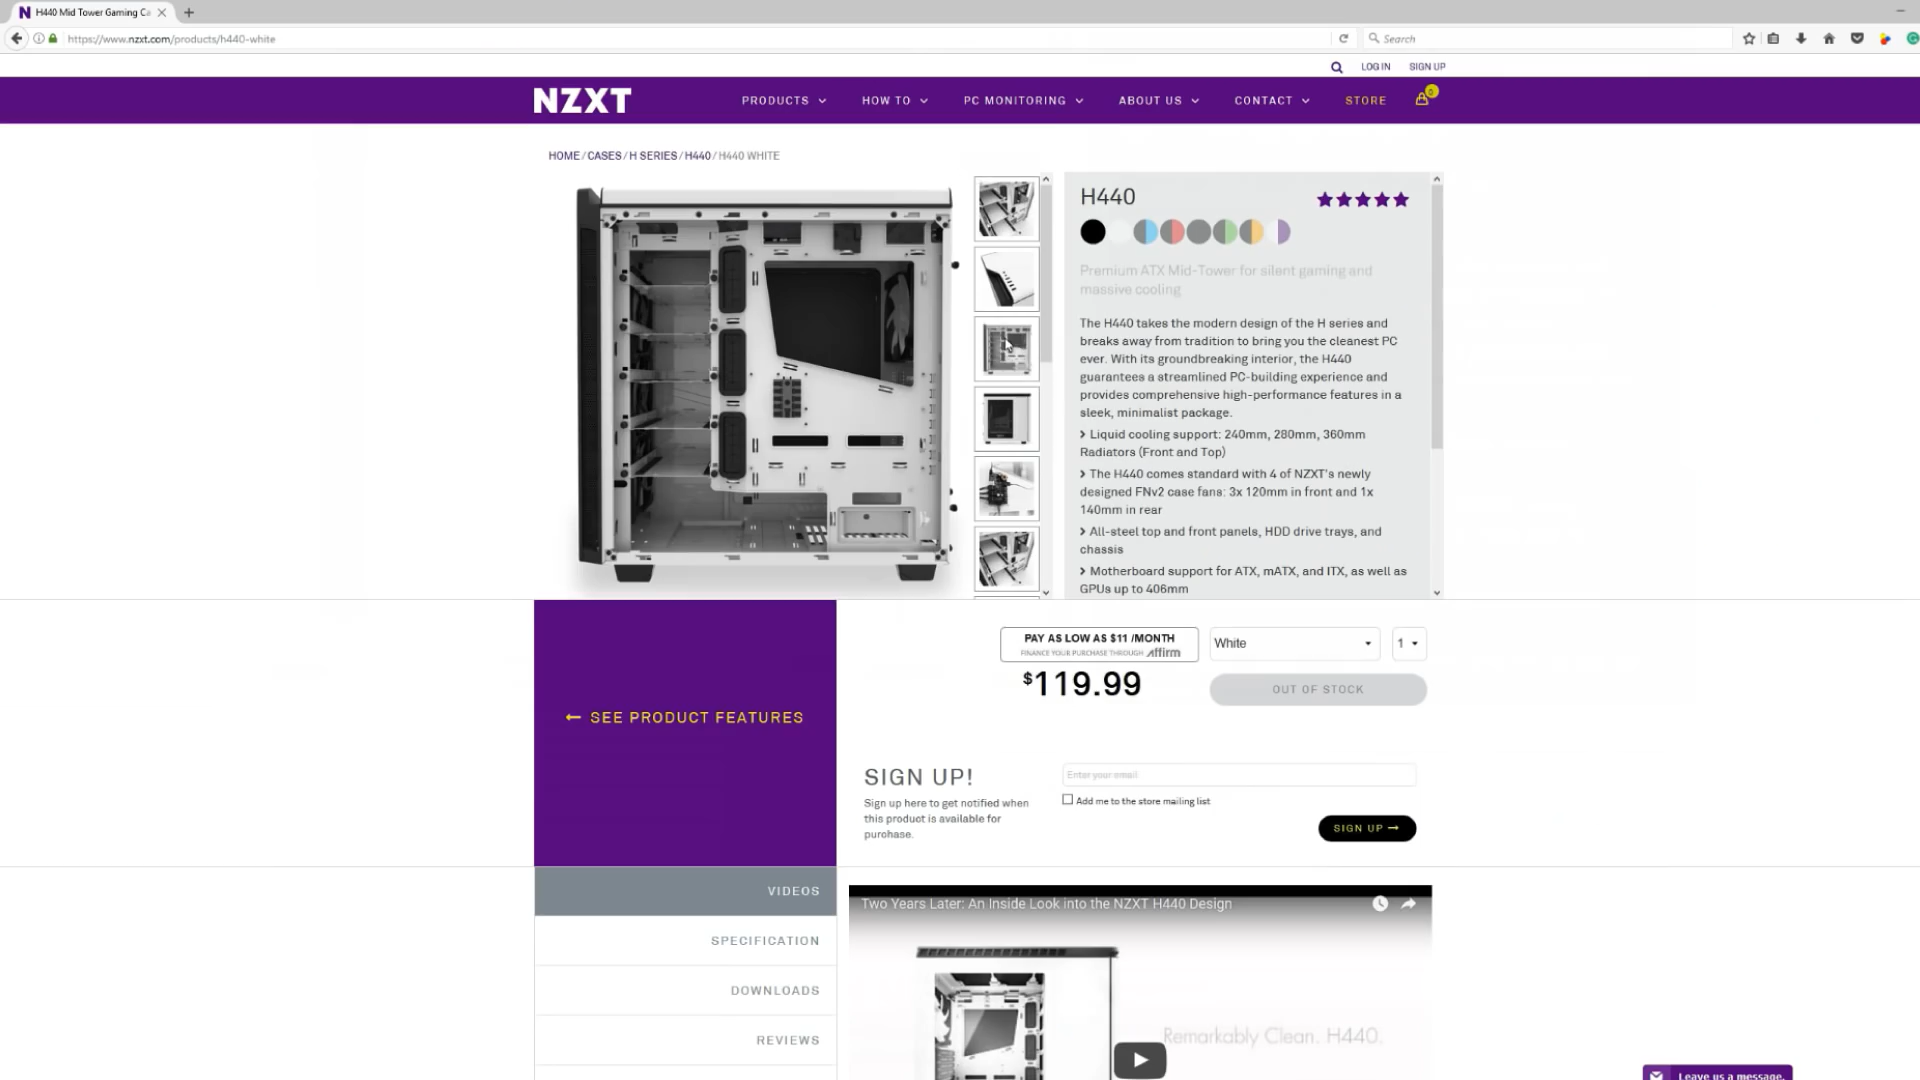 H440 Mid Tower Gaming Ca
https://www.nzxt.com/products/h440-white
Search
LOG IN SIGN UP
NZXT PRODUCTS HOW TO PC MONITORING ABOUT US CONTACT STORE 0
HOME / CASES / H SERIES / H440 / H440 WHITE
H440
Premium ATX Mid-Tower for silent gaming and
massive cooling
The H440 takes the modern design of the H series and
breaks away from tradition to bring you the cleanest PC
ever. With its groundbreaking interior, the H440
guarantees a streamlined PC-building experience and
provides comprehensive high-performance features in a
sleek, minimalist package.
Liquid cooling support: 240mm, 280mm, 360mm
Radiators (Front and Top)
The H440 comes standard with 4 of NZXT's newly
designed FNv2 case fans: 3x 120mm in front and 1x
140mm in rear
All-steel top and front panels, HDD drive trays, and
chassis
Motherboard support for ATX, mATX, and ITX, as well as
GPUs up to 406mm
PAY AS LOW AS $11 /MONTH
FINANCE YOUR PURCHASE THROUGH affirm
White 1
$119.99
OUT OF STOCK
← SEE PRODUCT FEATURES
SIGN UP!
Sign up here to get notified when
this product is available for
purchase.
Enter your email
Add me to the store mailing list
SIGN UP →
VIDEOS
SPECIFICATION
DOWNLOADS
REVIEWS
Two Years Later: An Inside Look into the NZXT H440 Design
Remarkably Clean. H440.
Leave us a message.